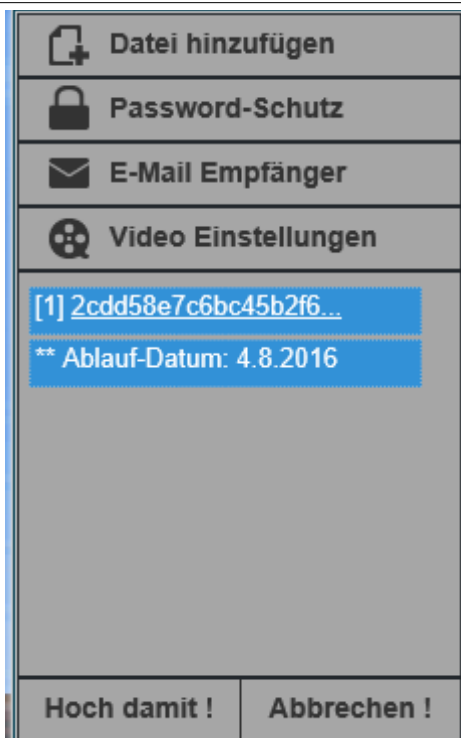 Datei hinzufügen
Password-Schutz
E-Mail Empfänger
Video Einstellungen
[1] 2cdd58e7c6bc45b2f6...
** Ablauf-Datum: 4.8.2016
Hoch damit ! Abbrechen !